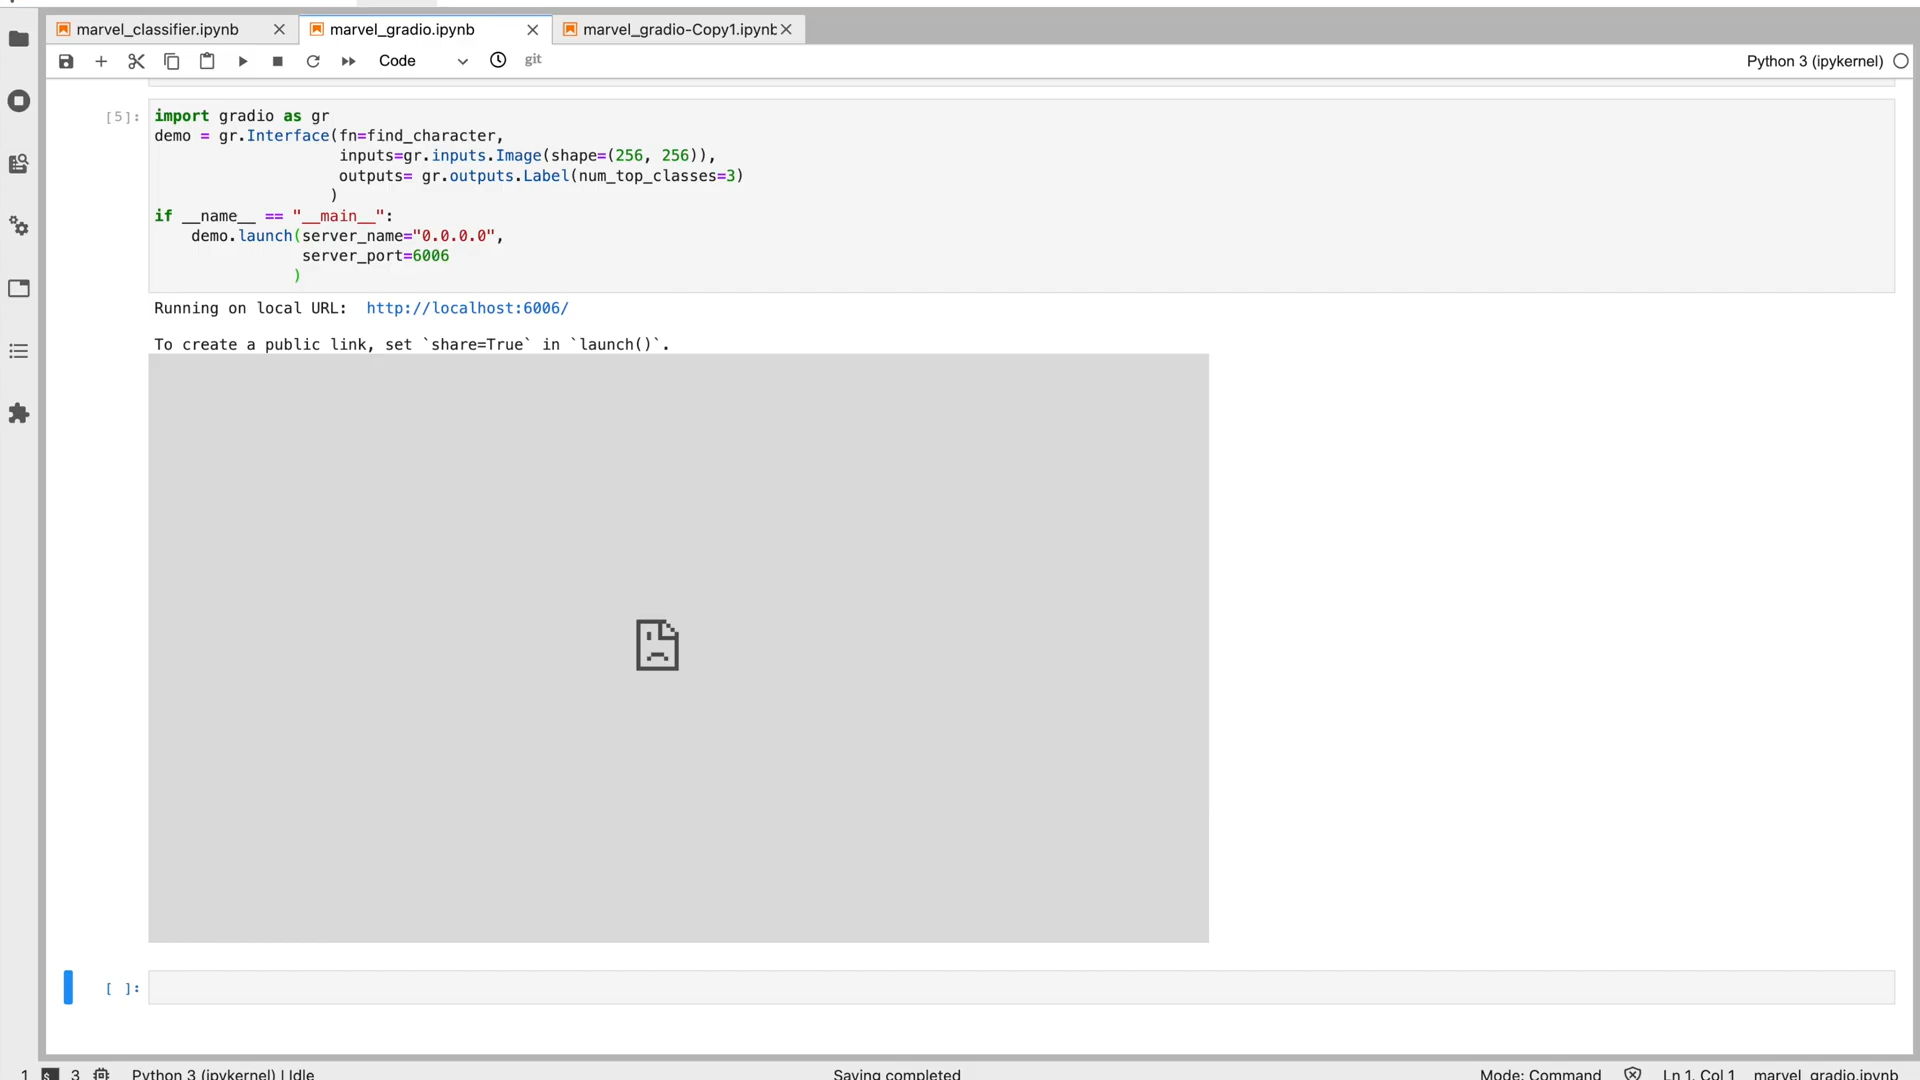 marvel_classifier.ipynb
marvel_gradio.ipynb
marvel_gradio-Copy1.ipynb
Code
git
Python 3 (ipykernel)
[5]:
import gradio as gr
demo = gr.Interface(fn=find_character,
inputs=gr.inputs.Image(shape=(256, 256)),
outputs= gr.outputs.Label(num_top_classes=3)
)
if __name__ == "__main__":
demo.launch(server_name="0.0.0.0",
server_port=6006
)
Running on local URL: http://localhost:6006/
To create a public link, set `share=True` in `launch()`.
[ ]:
1
3
Python 3 (ipykernel) | Idle
Saving completed
Mode: Command
Ln 1, Col 1
marvel_gradio.ipynb